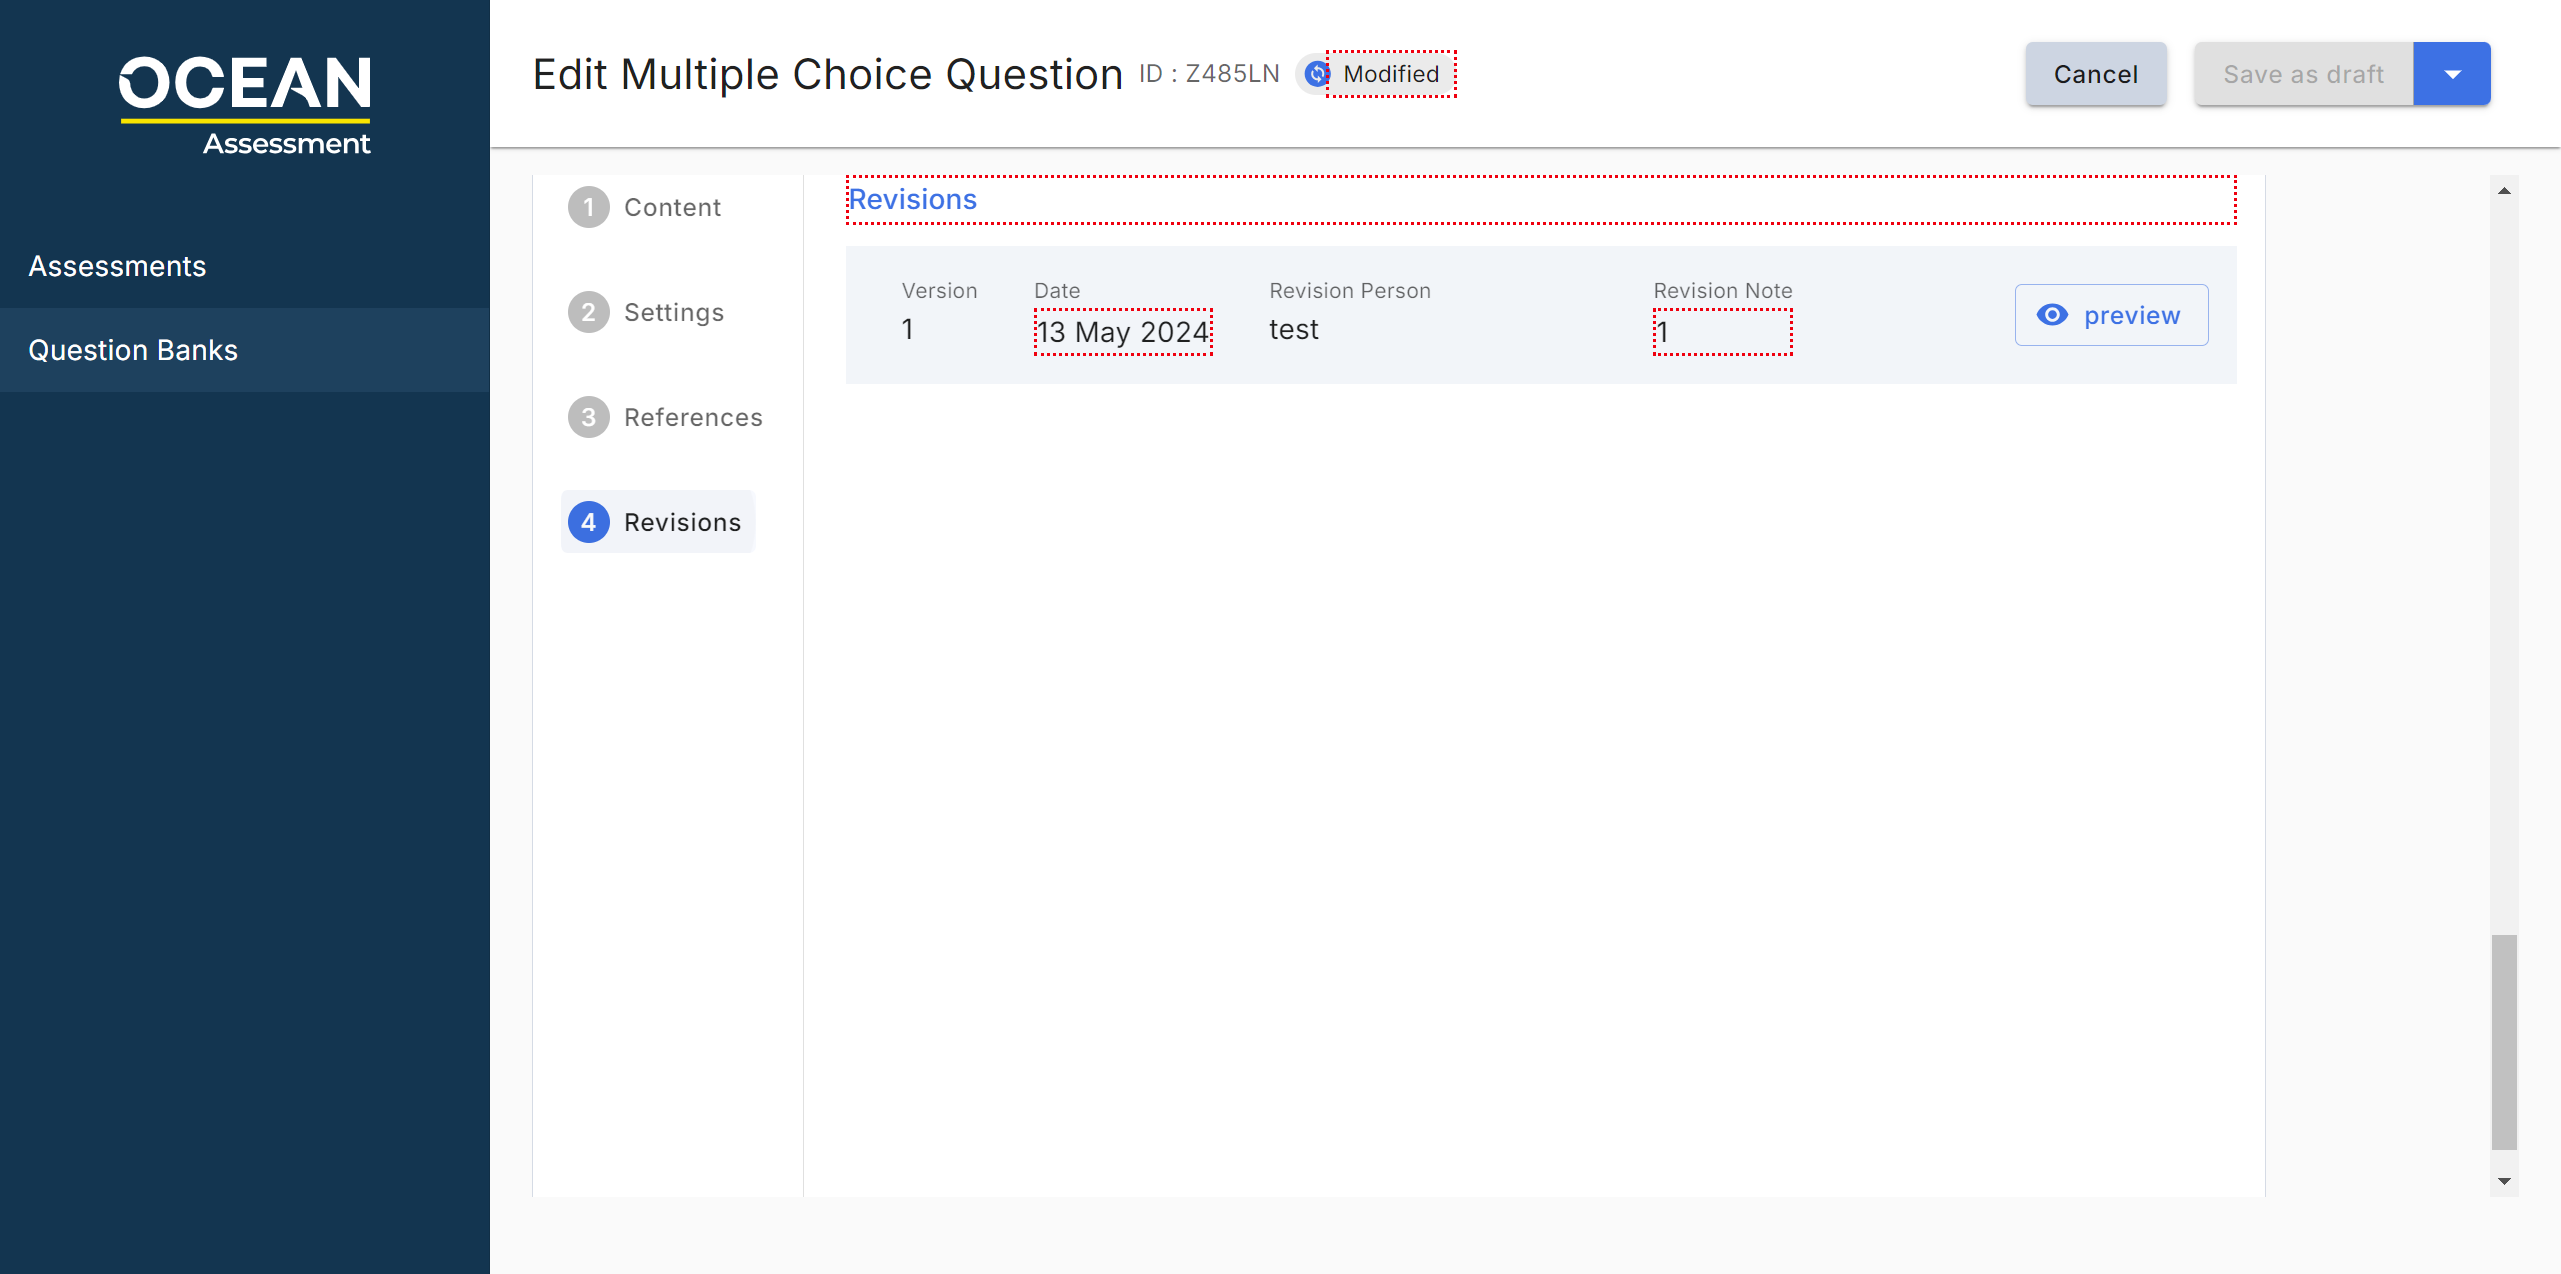 OCEAN
Assessment
Assessments
Question Banks
Edit Multiple Choice Question ID : Z485LN Modified
Cancel
Save as draft
1 Content
2 Settings
3 References
4 Revisions
Revisions
Version Date Revision Person Revision Note
1 13 May 2024 test 1
preview